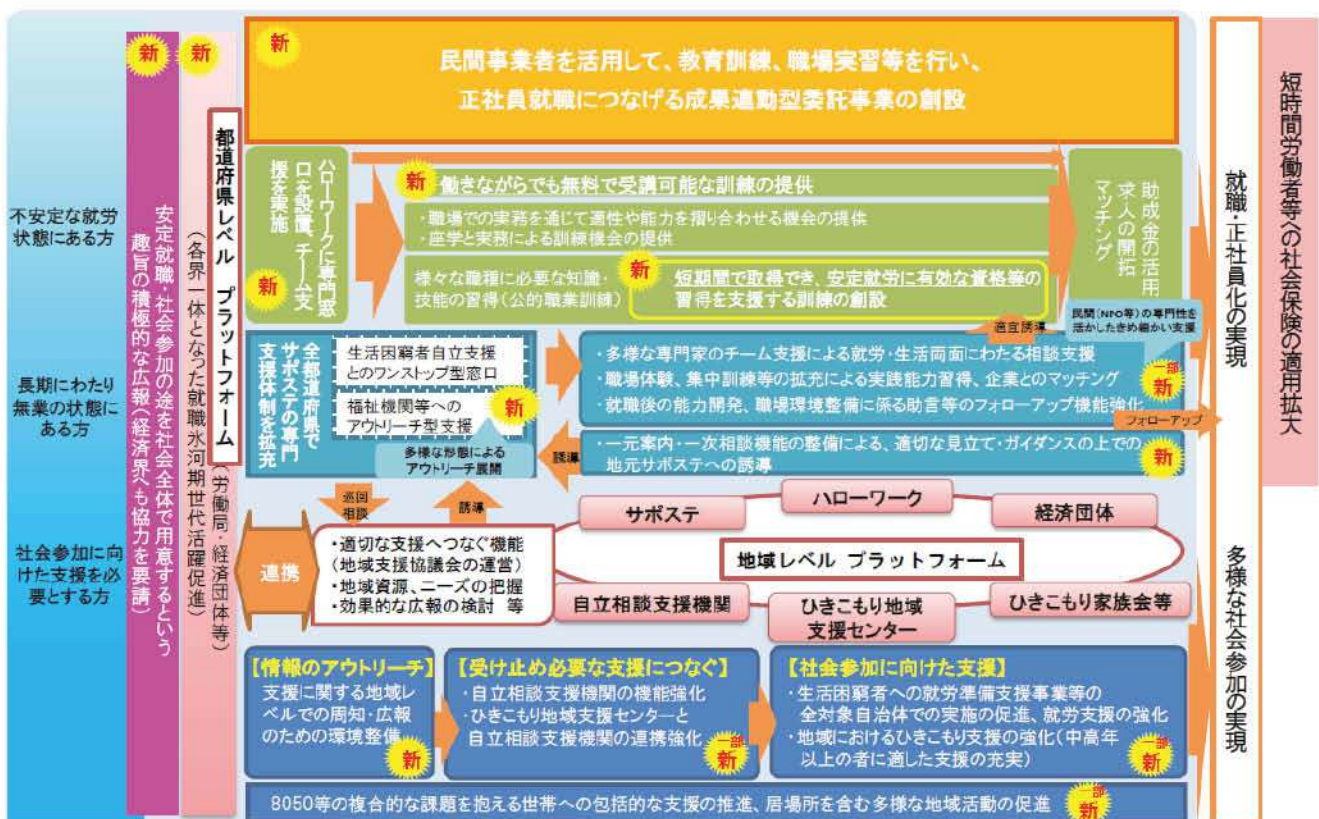 不安定な就労
状態にある方
長期にわたり
無業の状態に
ある方
社会参加に向
けた支援を必
要とする方
新
安定就職・社会参加の途を社会全体で用意するという
趣旨の積極的な広報（経済界へも協力を要請）
新
都道府県レベル プラットフォーム
（労働局・経済団体等）
（各界一体となった就職氷河期世代活躍促進）
新
民間事業者を活用して、教育訓練、職場実習等を行い、
正社員就職につなげる成果連動型委託事業の創設
ハローワークに専門窓
口を設置、チーム支
援を実施
新
新
働きながらでも無料で受講可能な訓練の提供
・職場での実務を通じて適性や能力を摺り合わせる機会の提供
・座学と実務による訓練機会の提供
様々な職種に必要な知識・
技能の習得（公的職業訓練）
新
短期間で取得でき、安定就労に有効な資格等の
習得を支援する訓練の創設
助成金の活用
求人の開拓
マッチング
全都道府県で
サポステの専門
支援体制を拡充
生活困窮者自立支援
とのワンストップ型窓口
福祉機関等への
アウトリーチ型支援
新
多様な形態による
アウトリーチ展開
適宜誘導
民間（NPO等）の専門性を
活かしたきめ細かい支援
・多様な専門家のチーム支援による就労・生活両面にわたる相談支援
・職場体験、集中訓練等の拡充による実践能力習得、企業とのマッチング
・就職後の能力開発、職場環境整備に係る助言等のフォローアップ機能強化
一部
新
フォローアップ
誘導
・一元案内・一次相談機能の整備による、適切な見立て・ガイダンスの上での
地元サポステへの誘導
新
巡回
相談
誘導
連携
・適切な支援へつなぐ機能
（地域支援協議会の運営）
・地域資源、ニーズの把握
・効果的な広報の検討 等
サポステ
ハローワーク
経済団体
地域レベル プラットフォーム
自立相談支援機関
ひきこもり地域
支援センター
ひきこもり家族会等
【情報のアウトリーチ】
支援に関する地域レ
ベルでの周知・広報
のための環境整備
新
【受け止め必要な支援につなぐ】
・自立相談支援機関の機能強化
・ひきこもり地域支援センターと
自立相談支援機関の連携強化
一部
新
【社会参加に向けた支援】
・生活困窮者への就労準備支援事業等の
全対象自治体での実施の促進、就労支援の強化
・地域におけるひきこもり支援の強化（中高年
以上の者に適した支援の充実）
一部
新
8050等の複合的な課題を抱える世帯への包括的な支援の推進、居場所を含む多様な地域活動の促進
一部
新
就職・正社員化の実現
多様な社会参加の実現
短時間労働者等への社会保険の適用拡大